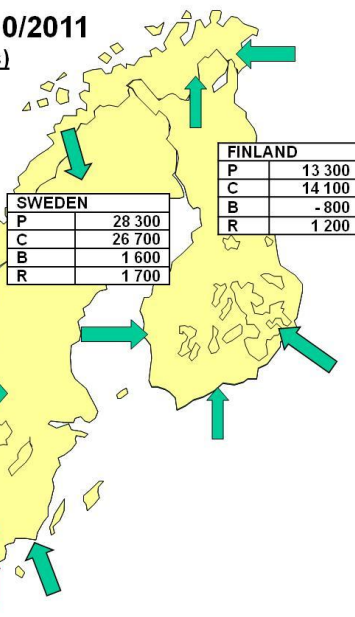 0/2011
)
FINLAND
P 13 300
C 14 100
B - 800
R 1 200
SWEDEN
P 28 300
C 26 700
B 1 600
R 1 700